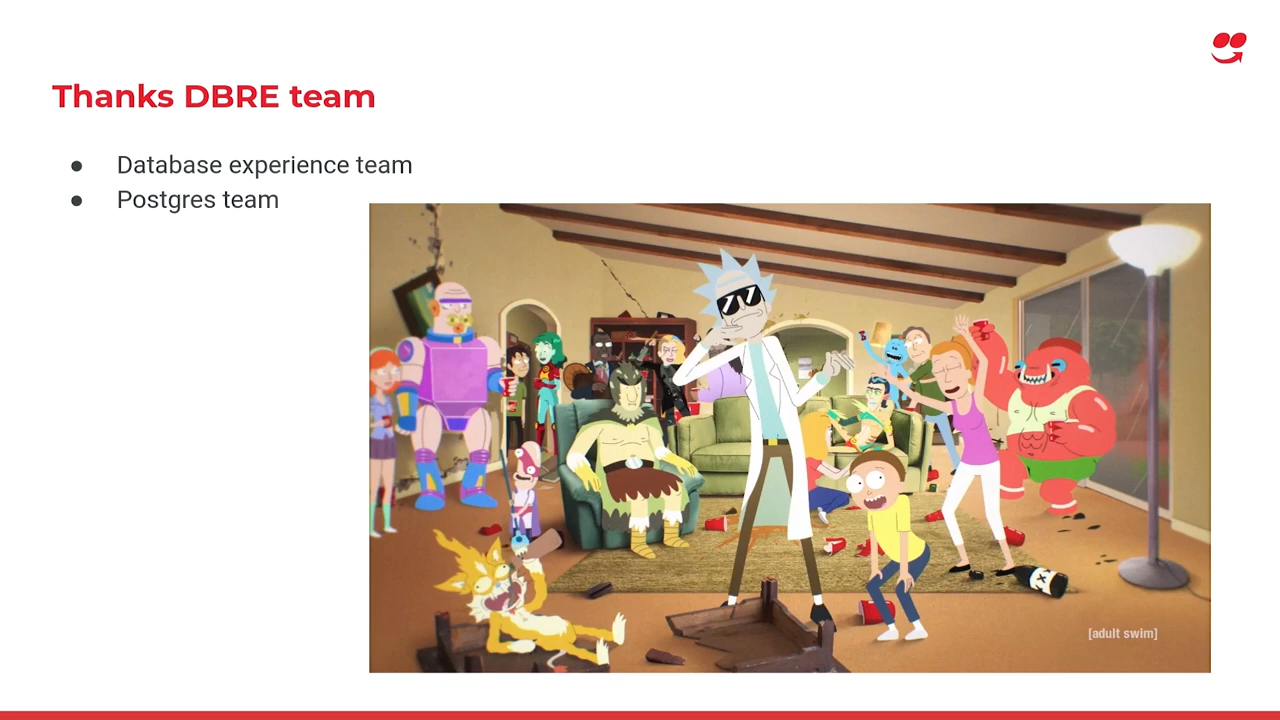 Thanks DBRE team
● Database experience team
● Postgres team
[adult swim]